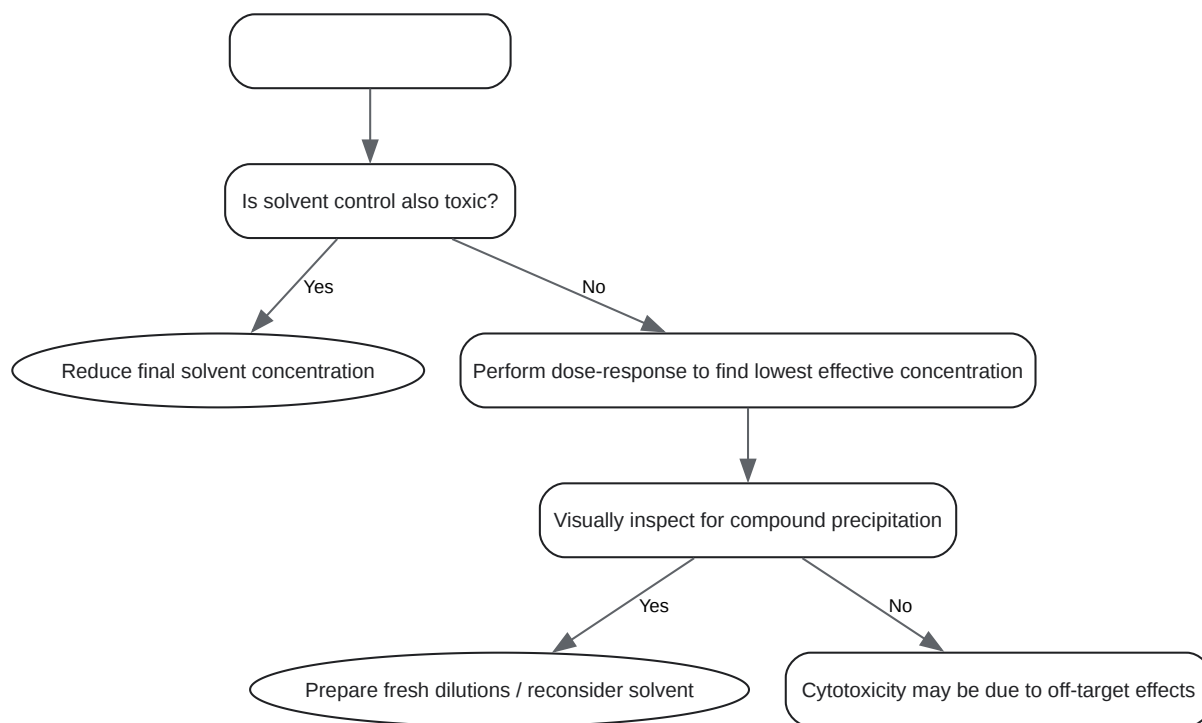 Is solvent control also toxic?
Yes
No
Reduce final solvent concentration
Perform dose-response to find lowest effective concentration
Visually inspect for compound precipitation
Yes
No
Prepare fresh dilutions / reconsider solvent
Cytotoxicity may be due to off-target effects